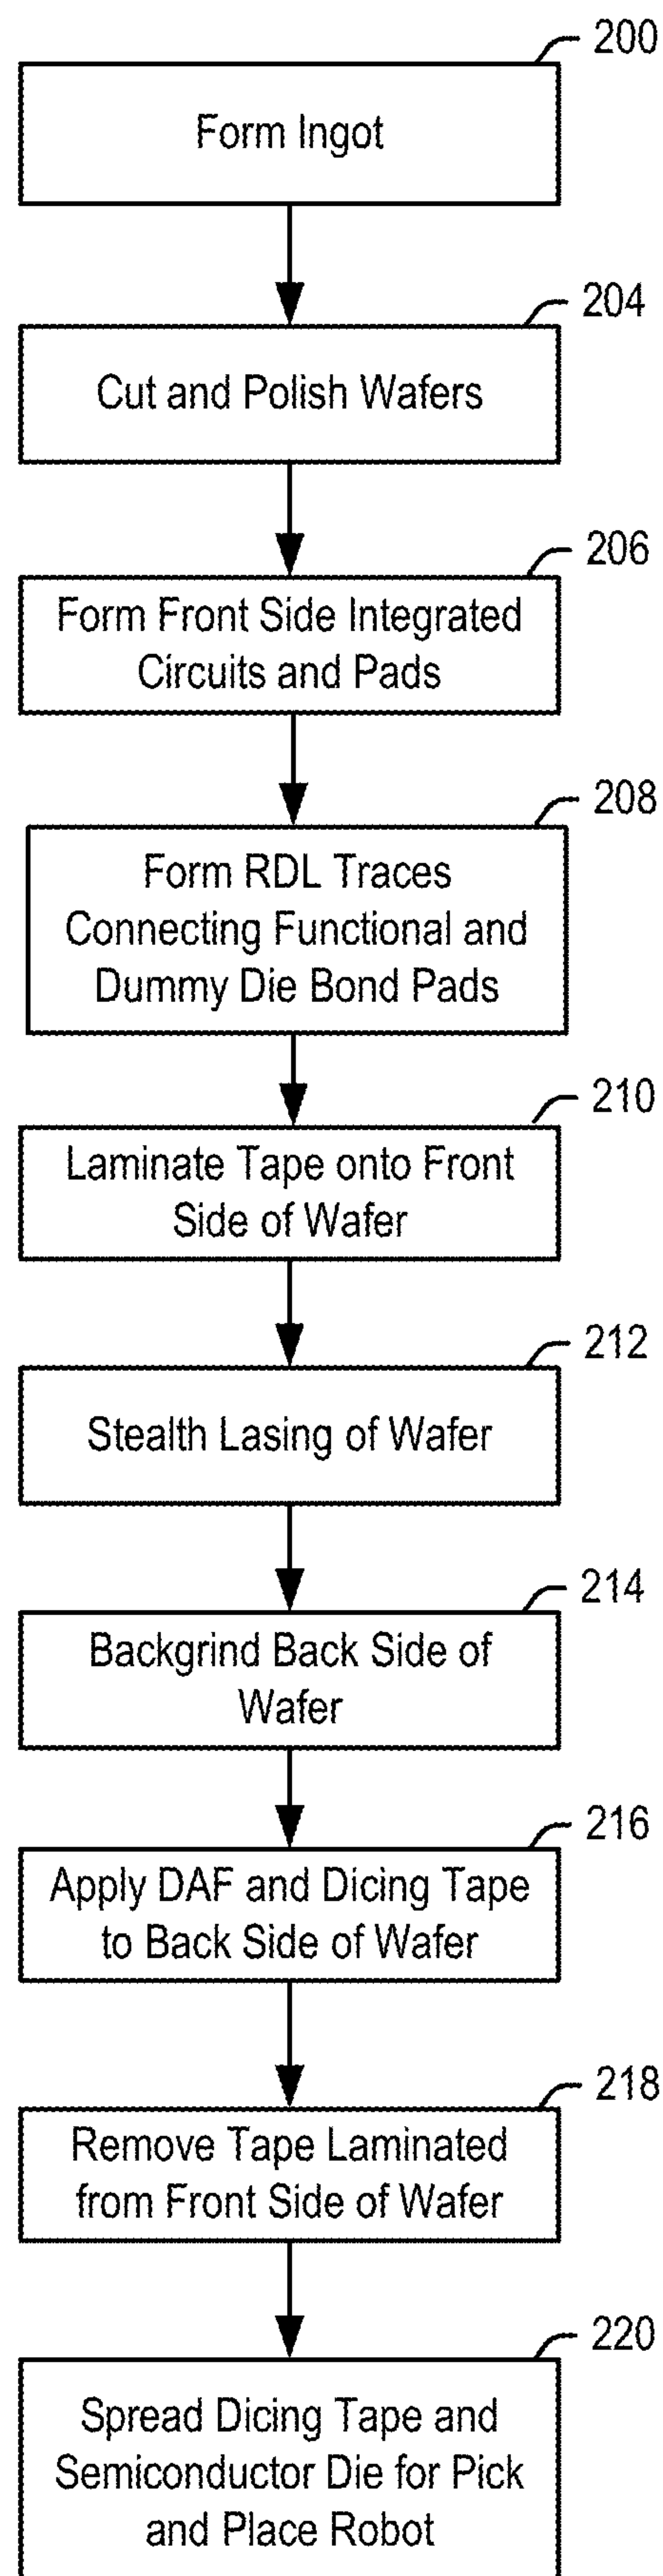 200
Form Ingot
204
Cut and Polish Wafers
206
Form Front Side Integrated
Circuits and Pads
208
Form RDL Traces
Connecting Functional and
Dummy Die Bond Pads
210
Laminate Tape onto Front
Side of Wafer
212
Stealth Lasing of Wafer
214
Backgrind Back Side of
Wafer
216
Apply DAF and Dicing Tape
to Back Side of Wafer
218
Remove Tape Laminated
from Front Side of Wafer
220
Spread Dicing Tape and
Semiconductor Die for Pick
and Place Robot